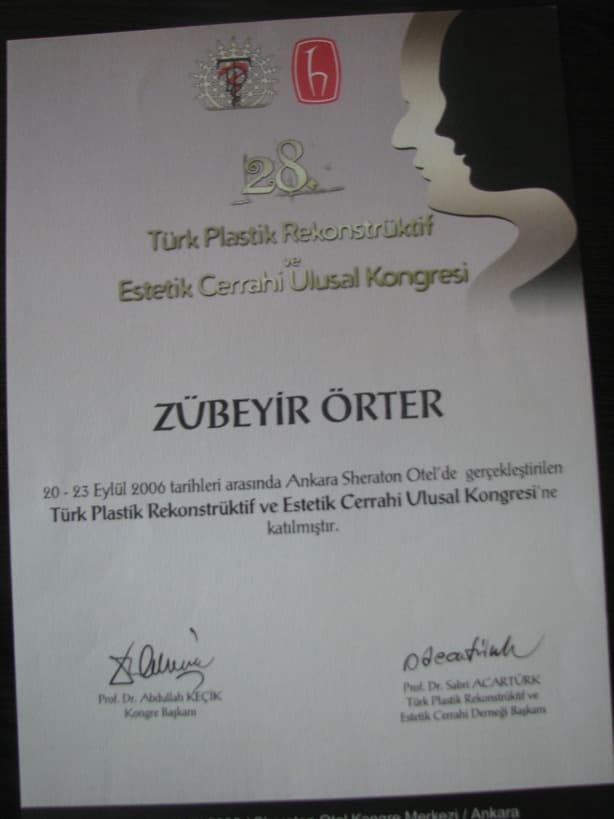 28.
Türk Plastik Rekonstrüktif
ve
Estetik Cerrahi Ulusal Kongresi
ZÜBEYİR ÖRTER
20 - 23 Eylül 2006 tarihleri arasında Ankara Sheraton Otel'de gerçekleştirilen
Türk Plastik Rekonstrüktif ve Estetik Cerrahi Ulusal Kongresi'ne
katılmıştır.
Prof. Dr. Abdullah KEÇİK
Kongre Başkanı
Prof. Dr. Sabri ACARTÜRK
Türk Plastik Rekonstrüktif ve
Estetik Cerrahi Derneği Başkanı
Sheraton Otel Kongre Merkezi / Ankara